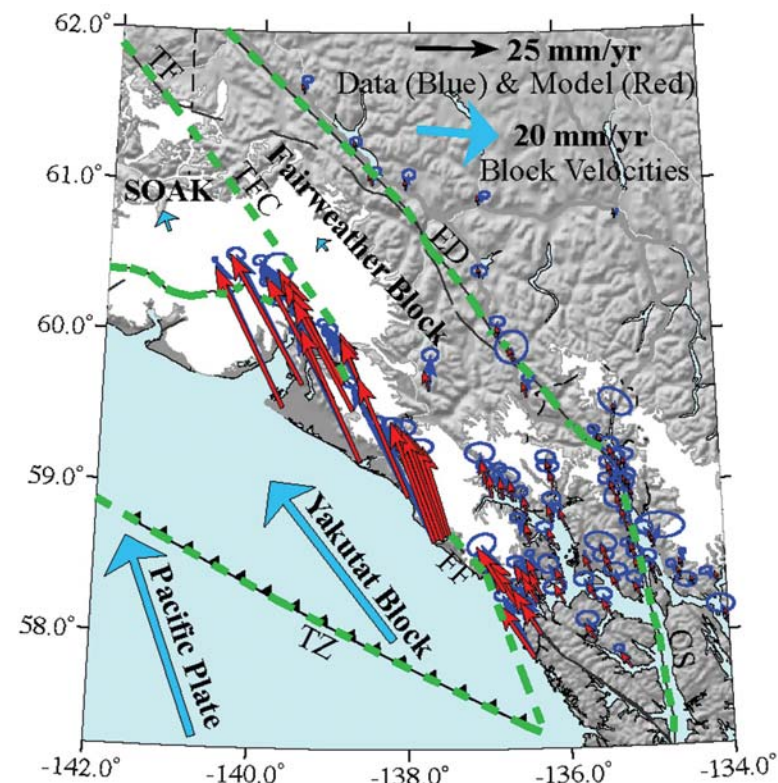 62.0°
61.0°
60.0°
59.0°
58.0°
-142.0°
-140.0°
-138.0°
-136.0°
-134.0°
25 mm/yr
Data (Blue) & Model (Red)
20 mm/yr
Block Velocities
TF
TFC
SOAK
Fairweather Block
ED
Yakutat Block
Pacific Plate
TZ
FF
CS